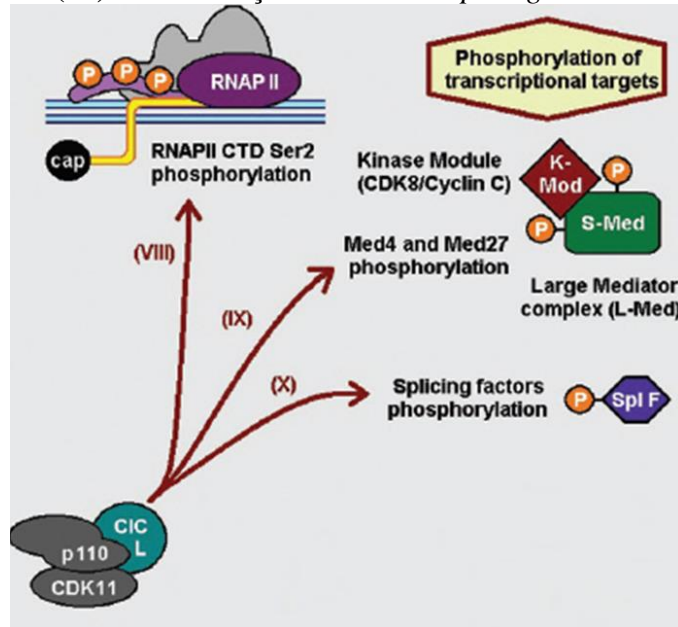 P P P
RNAP II
cap
RNAPII CTD Ser2
phosphorylation
Phosphorylation of
transcriptional targets
Kinase Module
(CDK8/Cyclin C)
K-
Mod
P
P
S-Med
Med4 and Med27
phosphorylation
Large Mediator
complex (L-Med)
(VIII)
(IX)
(X)
Splicing factors
phosphorylation
P
Spl F
CIC
L
p110
CDK11